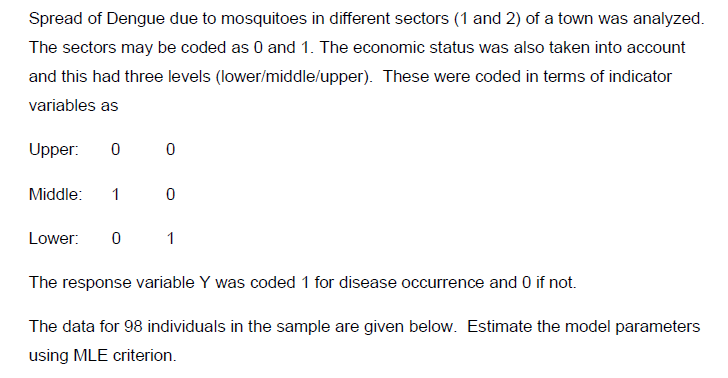 Spread of Dengue due to mosquitoes in different sectors (1 and 2) of a town was analyzed.
The sectors may be coded as 0 and 1. The economic status was also taken into account
and this had three levels (lower/middle/upper). These were coded in terms of indicator
variables as
Upper: 0 0
Middle: 1 0
Lower: 0 1
The response variable Y was coded 1 for disease occurrence and 0 if not.
The data for 98 individuals in the sample are given below. Estimate the model parameters
using MLE criterion.